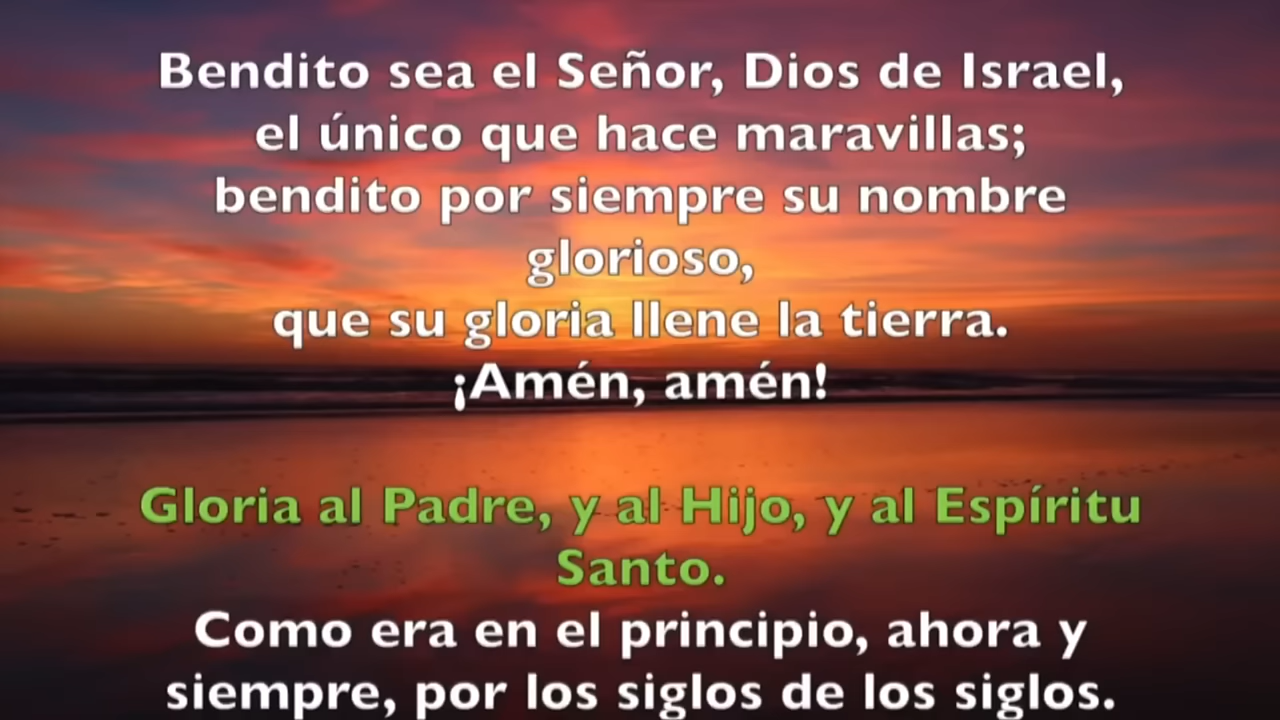 Bendito sea el Señor, Dios de Israel,
el único que hace maravillas;
bendito por siempre su nombre
glorioso,
que su gloria llene la tierra.
¡Amén, amén!
Gloria al Padre, y al Hijo, y al Espíritu
Santo.
Como era en el principio, ahora y
siempre, por los siglos de los siglos.